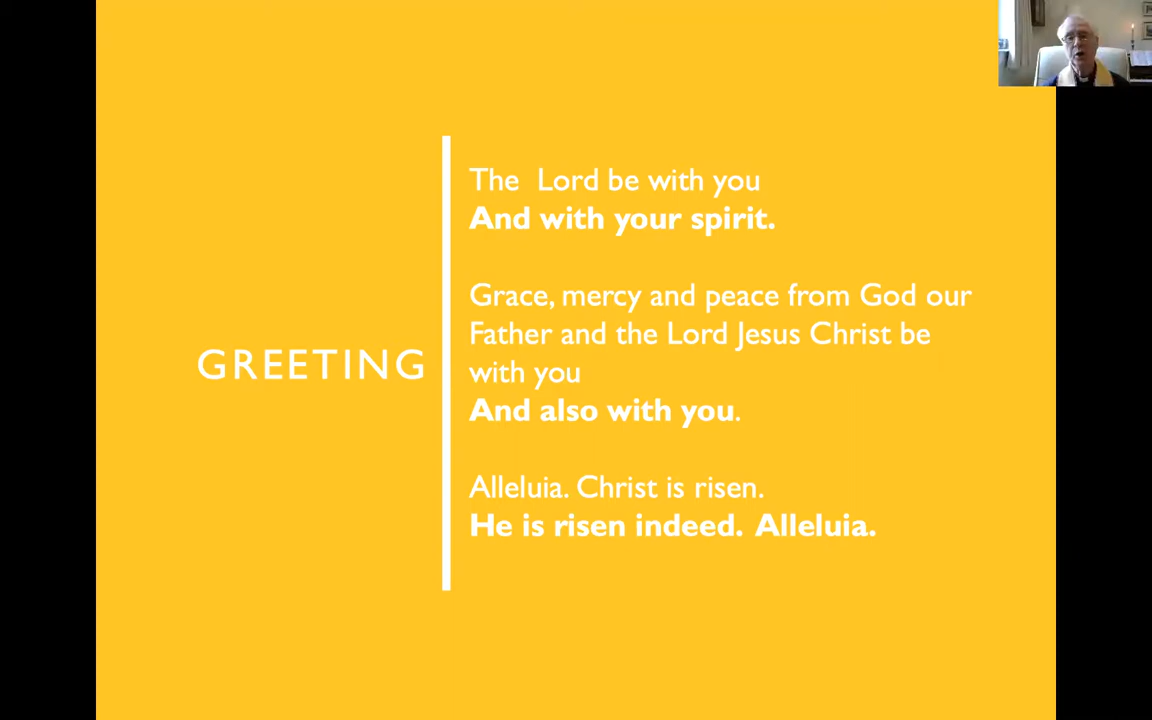 GREETING
The  Lord be with you
And with your spirit.
Grace, mercy and peace from God our
Father and the Lord Jesus Christ be
with you
And also with you.
Alleluia. Christ is risen.
He is risen indeed.  Alleluia.